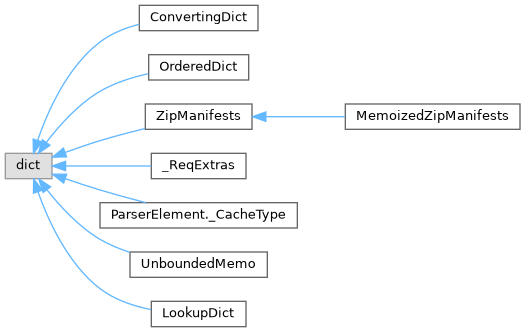 ConvertingDict
OrderedDict
ZipManifests
MemoizedZipManifests
dict
_ReqExtras
ParserElement._CacheType
UnboundedMemo
LookupDict